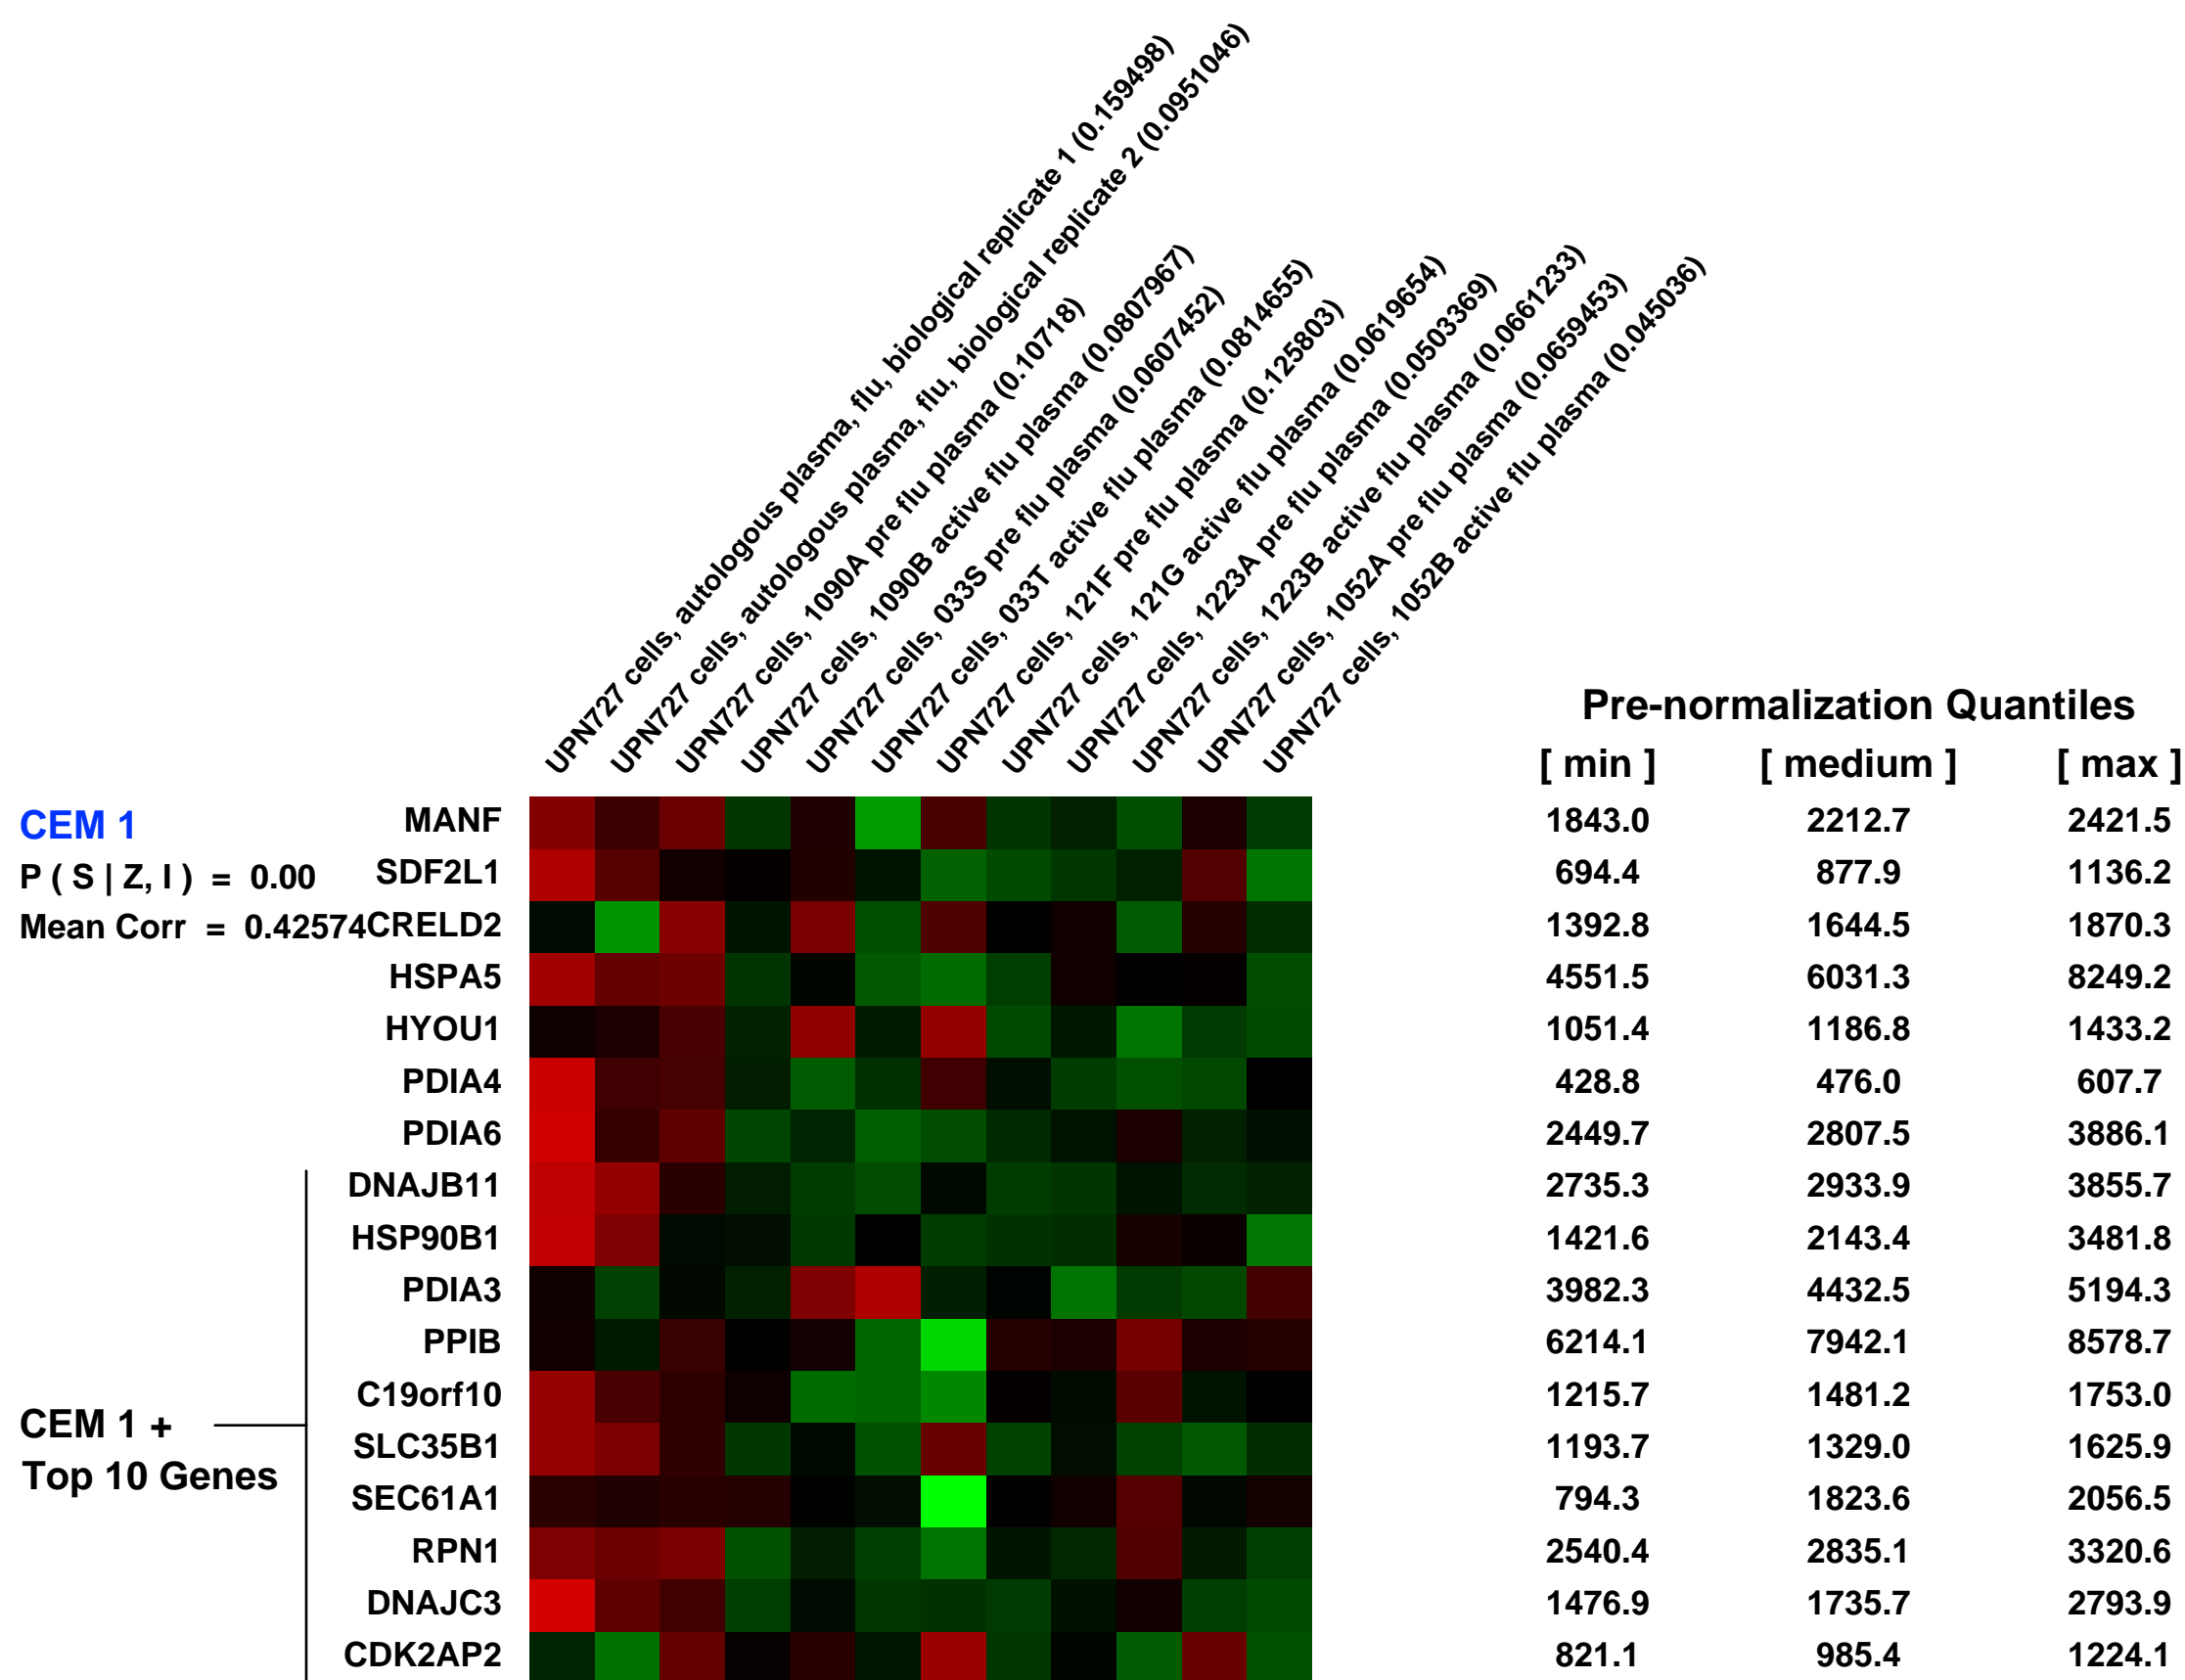 UPN727 cells, autologous plasma, flu, biological replicate 1 (0.159498)
UPN727 cells, autologous plasma, flu, biological replicate 2 (0.0951046)
UPN727 cells, 1090A pre flu plasma (0.10718)
UPN727 cells, 1090B active flu plasma (0.0807967)
UPN727 cells, 033S pre flu plasma (0.0607452)
UPN727 cells, 033T active flu plasma (0.0814655)
UPN727 cells, 121F pre flu plasma (0.125803)
UPN727 cells, 121G active flu plasma (0.0619654)
UPN727 cells, 1223A pre flu plasma (0.0503369)
UPN727 cells, 1223B active flu plasma (0.0661233)
UPN727 cells, 1052A pre flu plasma (0.0659453)
UPN727 cells, 1052B active flu plasma (0.045036)
Pre-normalization Quantiles
[ min ] [ medium ] [ max ]
CEM 1 MANF 1843.0 2212.7 2421.5
P ( S | Z, I ) = 0.00 SDF2L1 694.4 877.9 1136.2
Mean Corr = 0.42574 CRELD2 1392.8 1644.5 1870.3
HSPA5 4551.5 6031.3 8249.2
HYOU1 1051.4 1186.8 1433.2
PDIA4 428.8 476.0 607.7
PDIA6 2449.7 2807.5 3886.1
DNAJB11 2735.3 2933.9 3855.7
HSP90B1 1421.6 2143.4 3481.8
PDIA3 3982.3 4432.5 5194.3
PPIB 6214.1 7942.1 8578.7
C19orf10 1215.7 1481.2 1753.0
CEM 1 + SLC35B1 1193.7 1329.0 1625.9
Top 10 Genes SEC61A1 794.3 1823.6 2056.5
RPN1 2540.4 2835.1 3320.6
DNAJC3 1476.9 1735.7 2793.9
CDK2AP2 821.1 985.4 1224.1